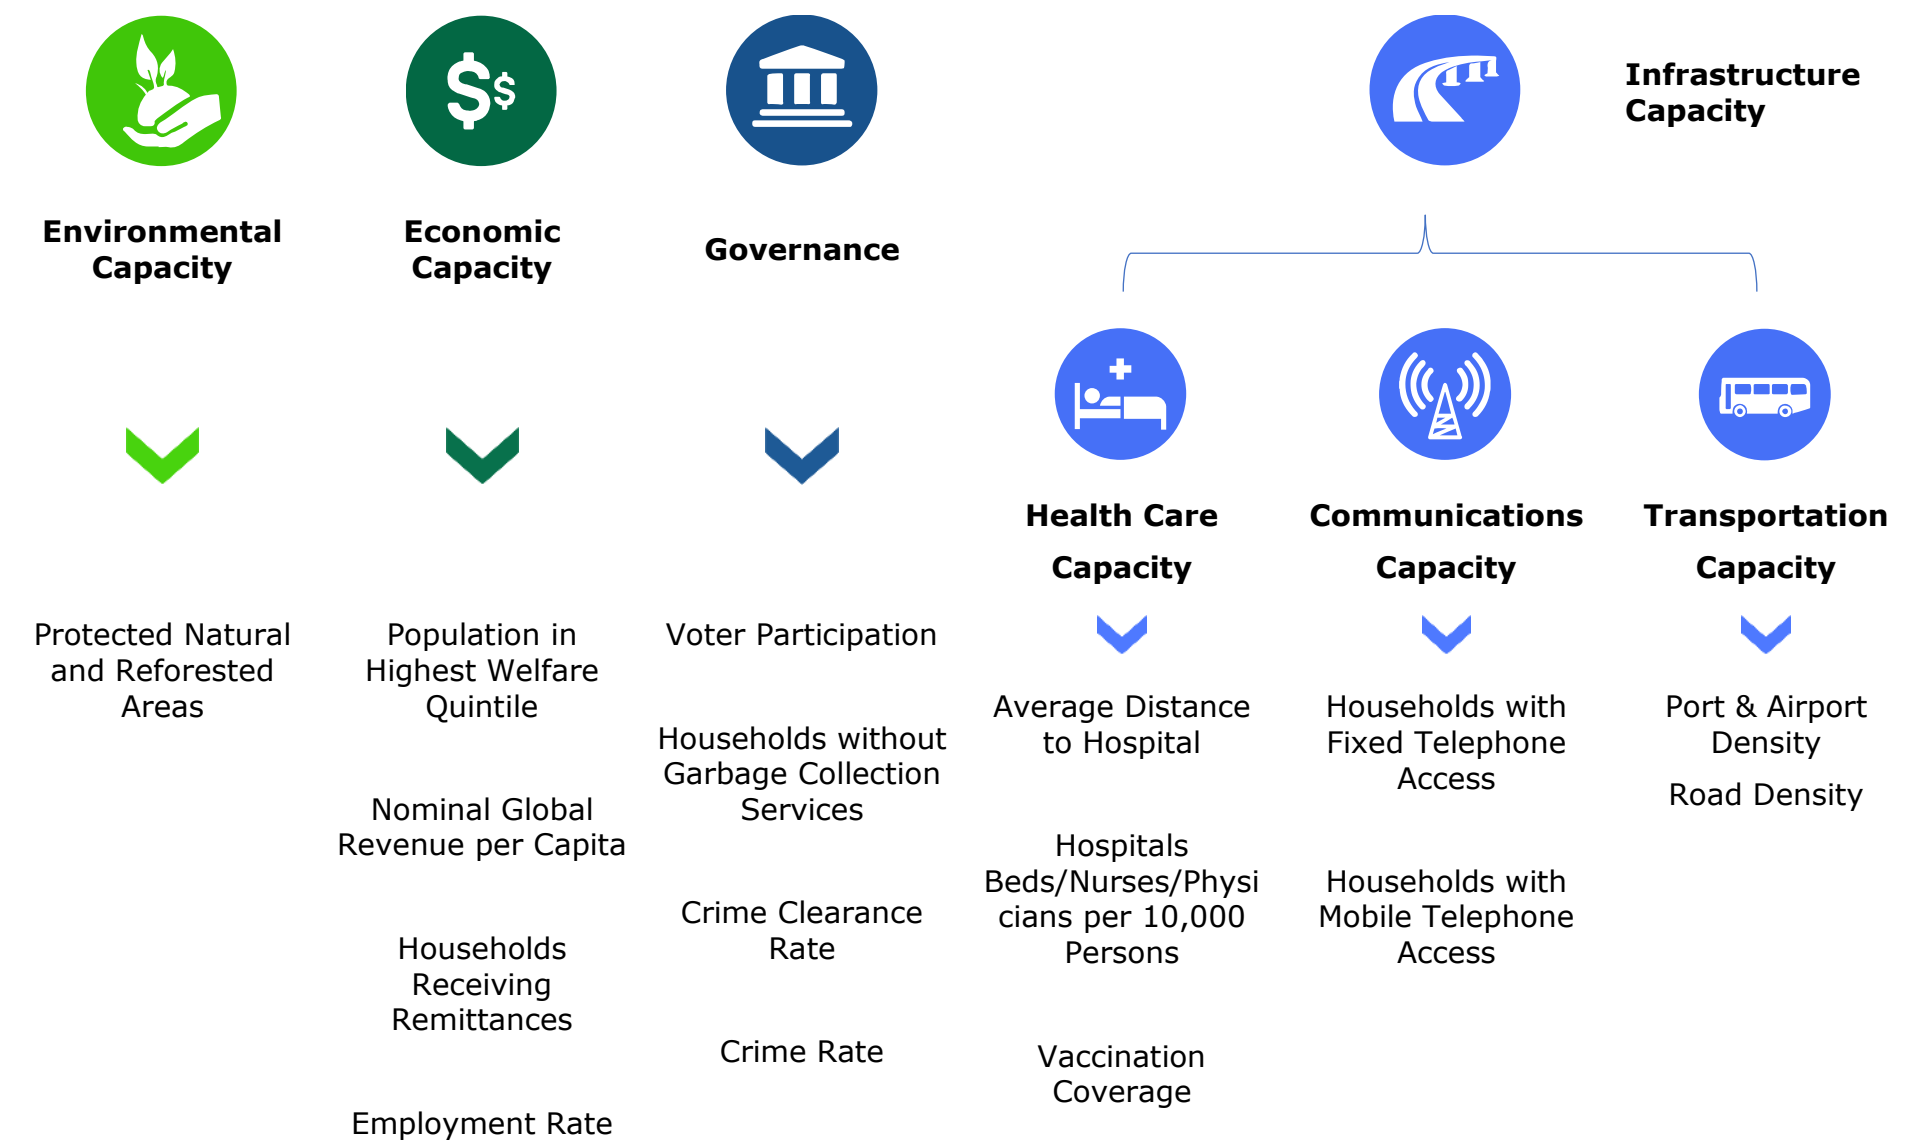 Infrastructure
Capacity
Environmental
Capacity
Economic
Capacity
Governance
Health Care
Capacity
Communications
Capacity
Transportation
Capacity
Protected Natural
and Reforested
Areas
Population in
Highest Welfare
Quintile
Nominal Global
Revenue per Capita
Households
Receiving
Remittances
Employment Rate
Voter Participation
Households without
Garbage Collection
Services
Crime Clearance
Rate
Crime Rate
Average Distance
to Hospital
Hospitals
Beds/Nurses/Physi
cians per 10,000
Persons
Vaccination
Coverage
Households with
Fixed Telephone
Access
Households with
Mobile Telephone
Access
Port & Airport
Density
Road Density